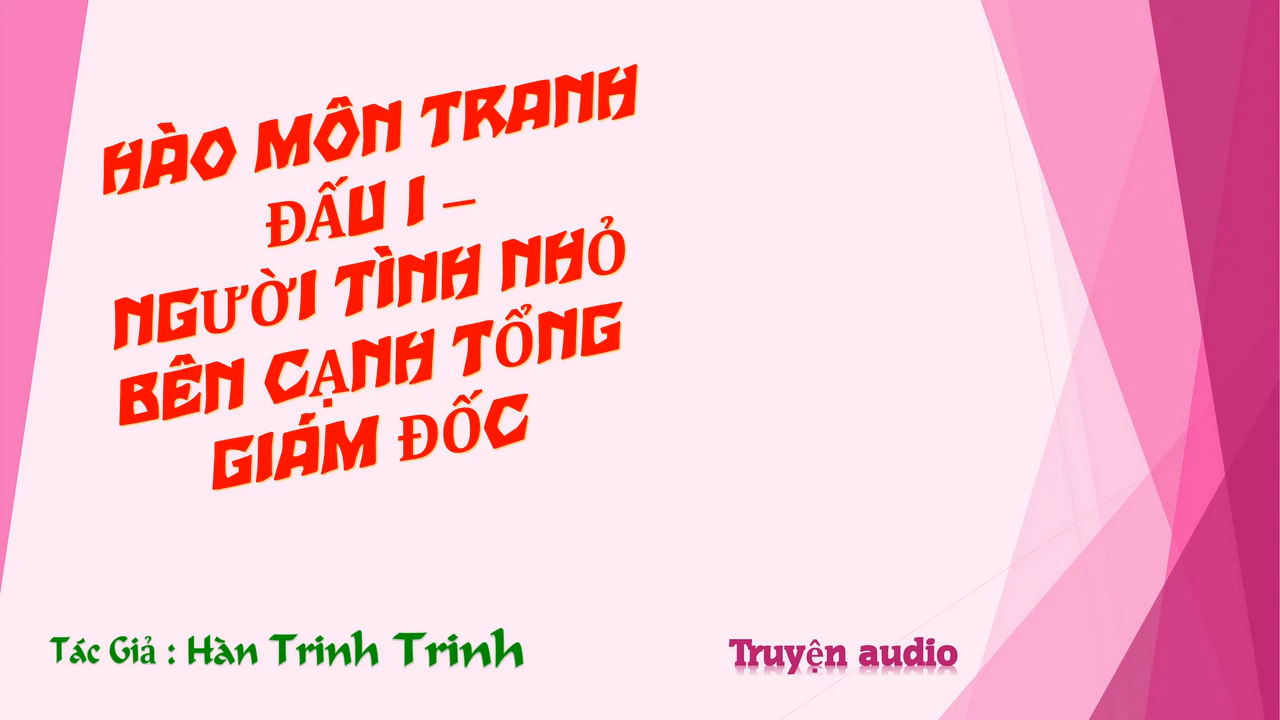 HÀO MÔN TRANH
ĐẤU I –
NGƯỜI TÌNH NHỎ
BÊN CẠNH TỔNG
GIÁM ĐỐC
Tác Giả : Hàn Trinh Trinh
Truyện audio